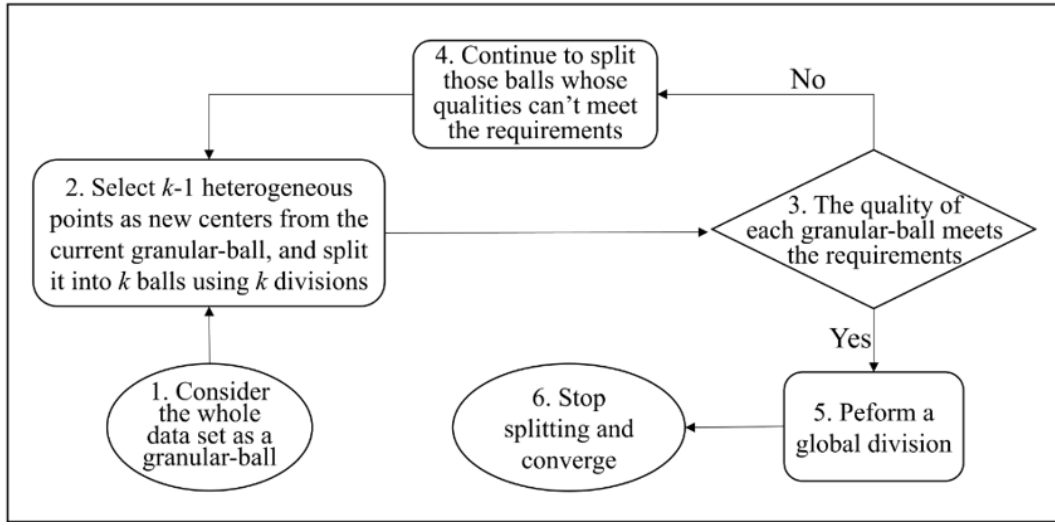 4. Continue to split
those balls whose
qualities can't meet
the requirements
No
2. Select k-1 heterogeneous
points as new centers from the
current granular-ball, and split
it into k balls using k divisions
3. The quality of
each granular-ball meets
the requirements
Yes
1. Consider
the whole
data set as a
granular-ball
6. Stop
splitting and
converge
5. Peform a
global division